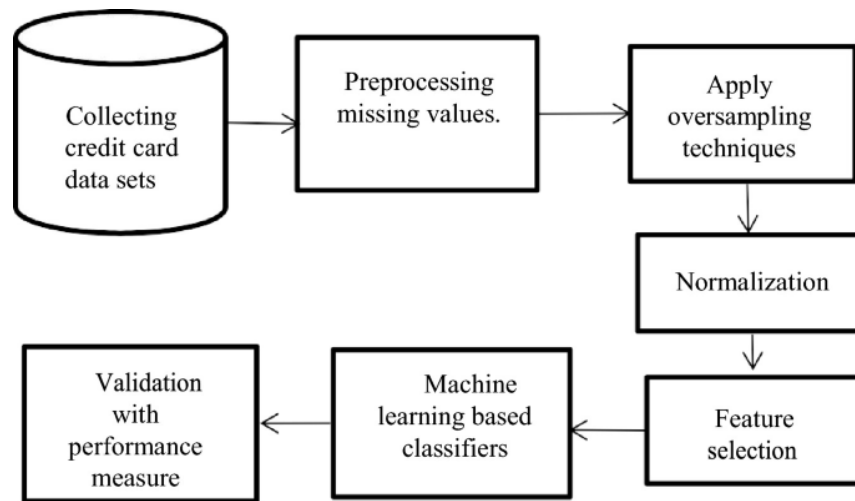 Collecting
credit card
data sets
Preprocessing
missing values.
Apply
oversampling
techniques
Normalization
Feature
selection
Machine
learning based
classifiers
Validation
with
performance
measure